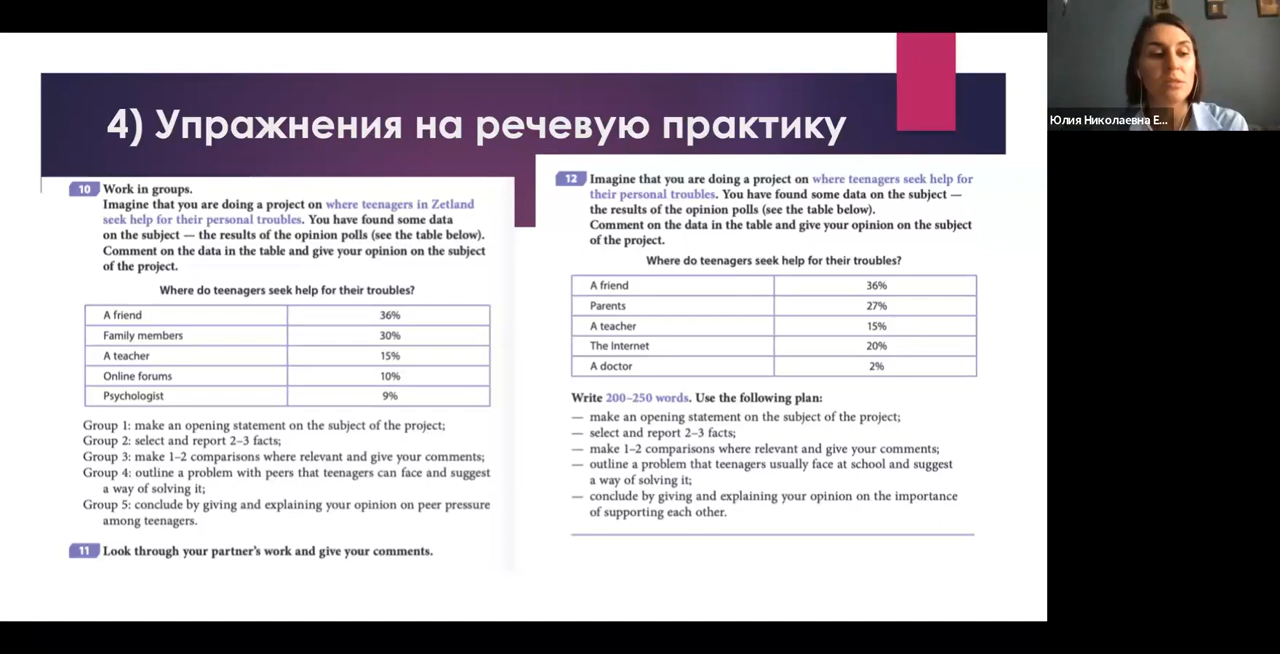 4) Упражнения на речевую практику
10 Work in groups.
Imagine that you are doing a project on where teenagers in Zetland
seek help for their personal troubles. You have found some data
on the subject — the results of the opinion polls (see the table below).
Comment on the data in the table and give your opinion on the subject
of the project.
Where do teenagers seek help for their troubles?
A friend 36%
Family members 30%
A teacher 15%
Online forums 10%
Psychologist 9%
Group 1: make an opening statement on the subject of the project;
Group 2: select and report 2–3 facts;
Group 3: make 1–2 comparisons where relevant and give your comments;
Group 4: outline a problem with peers that teenagers can face and suggest
a way of solving it;
Group 5: conclude by giving and explaining your opinion on peer pressure
among teenagers.
11 Look through your partner's work and give your comments.
12 Imagine that you are doing a project on where teenagers seek help for
their personal troubles. You have found some data on the subject —
the results of the opinion polls (see the table below).
Comment on the data in the table and give your opinion on the subject
of the project.
Where do teenagers seek help for their troubles?
A friend 36%
Parents 27%
A teacher 15%
The Internet 20%
A doctor 2%
Write 200–250 words. Use the following plan:
— make an opening statement on the subject of the project;
— select and report 2–3 facts;
— make 1–2 comparisons where relevant and give your comments;
— outline a problem that teenagers usually face at school and suggest
a way of solving it;
— conclude by giving and explaining your opinion on the importance
of supporting each other.
Юлия Николаевна Е...